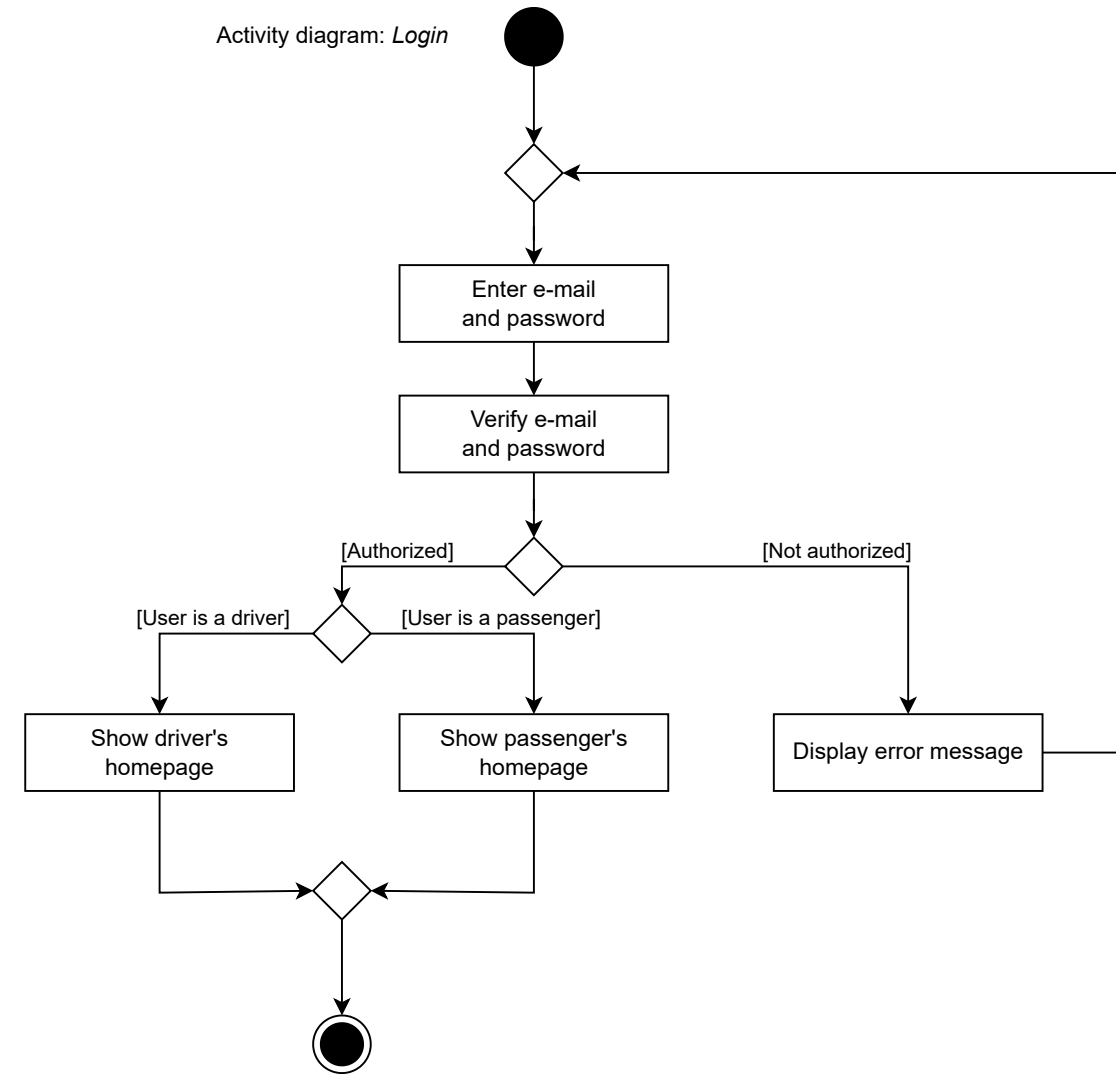 Activity diagram: Login
Enter e-mail
and password
Verify e-mail
and password
[Authorized]
[Not authorized]
[User is a driver]
[User is a passenger]
Show driver's
homepage
Show passenger's
homepage
Display error message